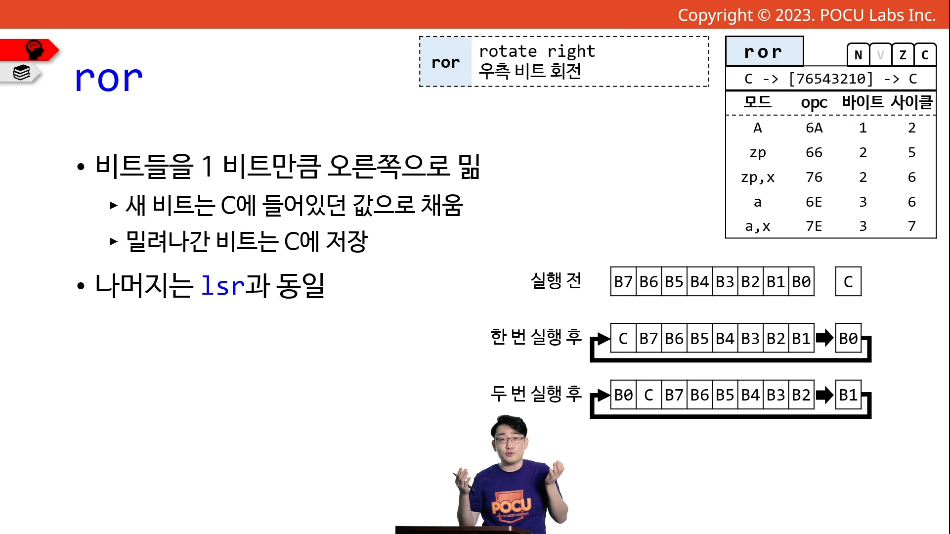 Copyright © 2023. POCU Labs Inc.
ror
ror
rotate right
우측 비트 회전
ror
N V Z C
C -> [76543210] -> C
모드 opc 바이트 사이클
A 6A 1 2
zp 66 2 5
zp,x 76 2 6
a 6E 3 6
a,x 7E 3 7
• 비트들을 1 비트만큼 오른쪽으로 밂
▸ 새 비트는 C에 들어있던 값으로 채움
▸ 밀려나간 비트는 C에 저장
• 나머지는 lsr과 동일
실행 전 B7 B6 B5 B4 B3 B2 B1 B0 C
한 번 실행 후 C B7 B6 B5 B4 B3 B2 B1 B0
두 번 실행 후 B0 C B7 B6 B5 B4 B3 B2 B1
POCU